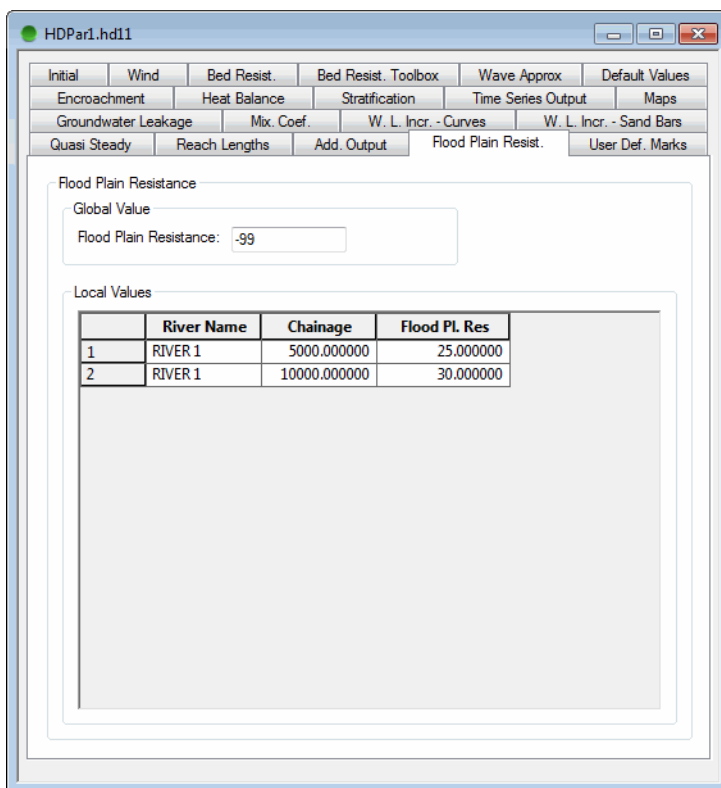 HDPar1.hd11
Initial Wind Bed Resist. Bed Resist. Toolbox Wave Approx Default Values
Encroachment Heat Balance Stratification Time Series Output Maps
Groundwater Leakage Mix. Coef. W. L. Incr. - Curves W. L. Incr. - Sand Bars
Quasi Steady Reach Lengths Add. Output Flood Plain Resist. User Def. Marks
Flood Plain Resistance
Global Value
Flood Plain Resistance: -99
Local Values
River Name Chainage Flood Pl. Res
1 RIVER 1 5000.000000 25.000000
2 RIVER 1 10000.000000 30.000000